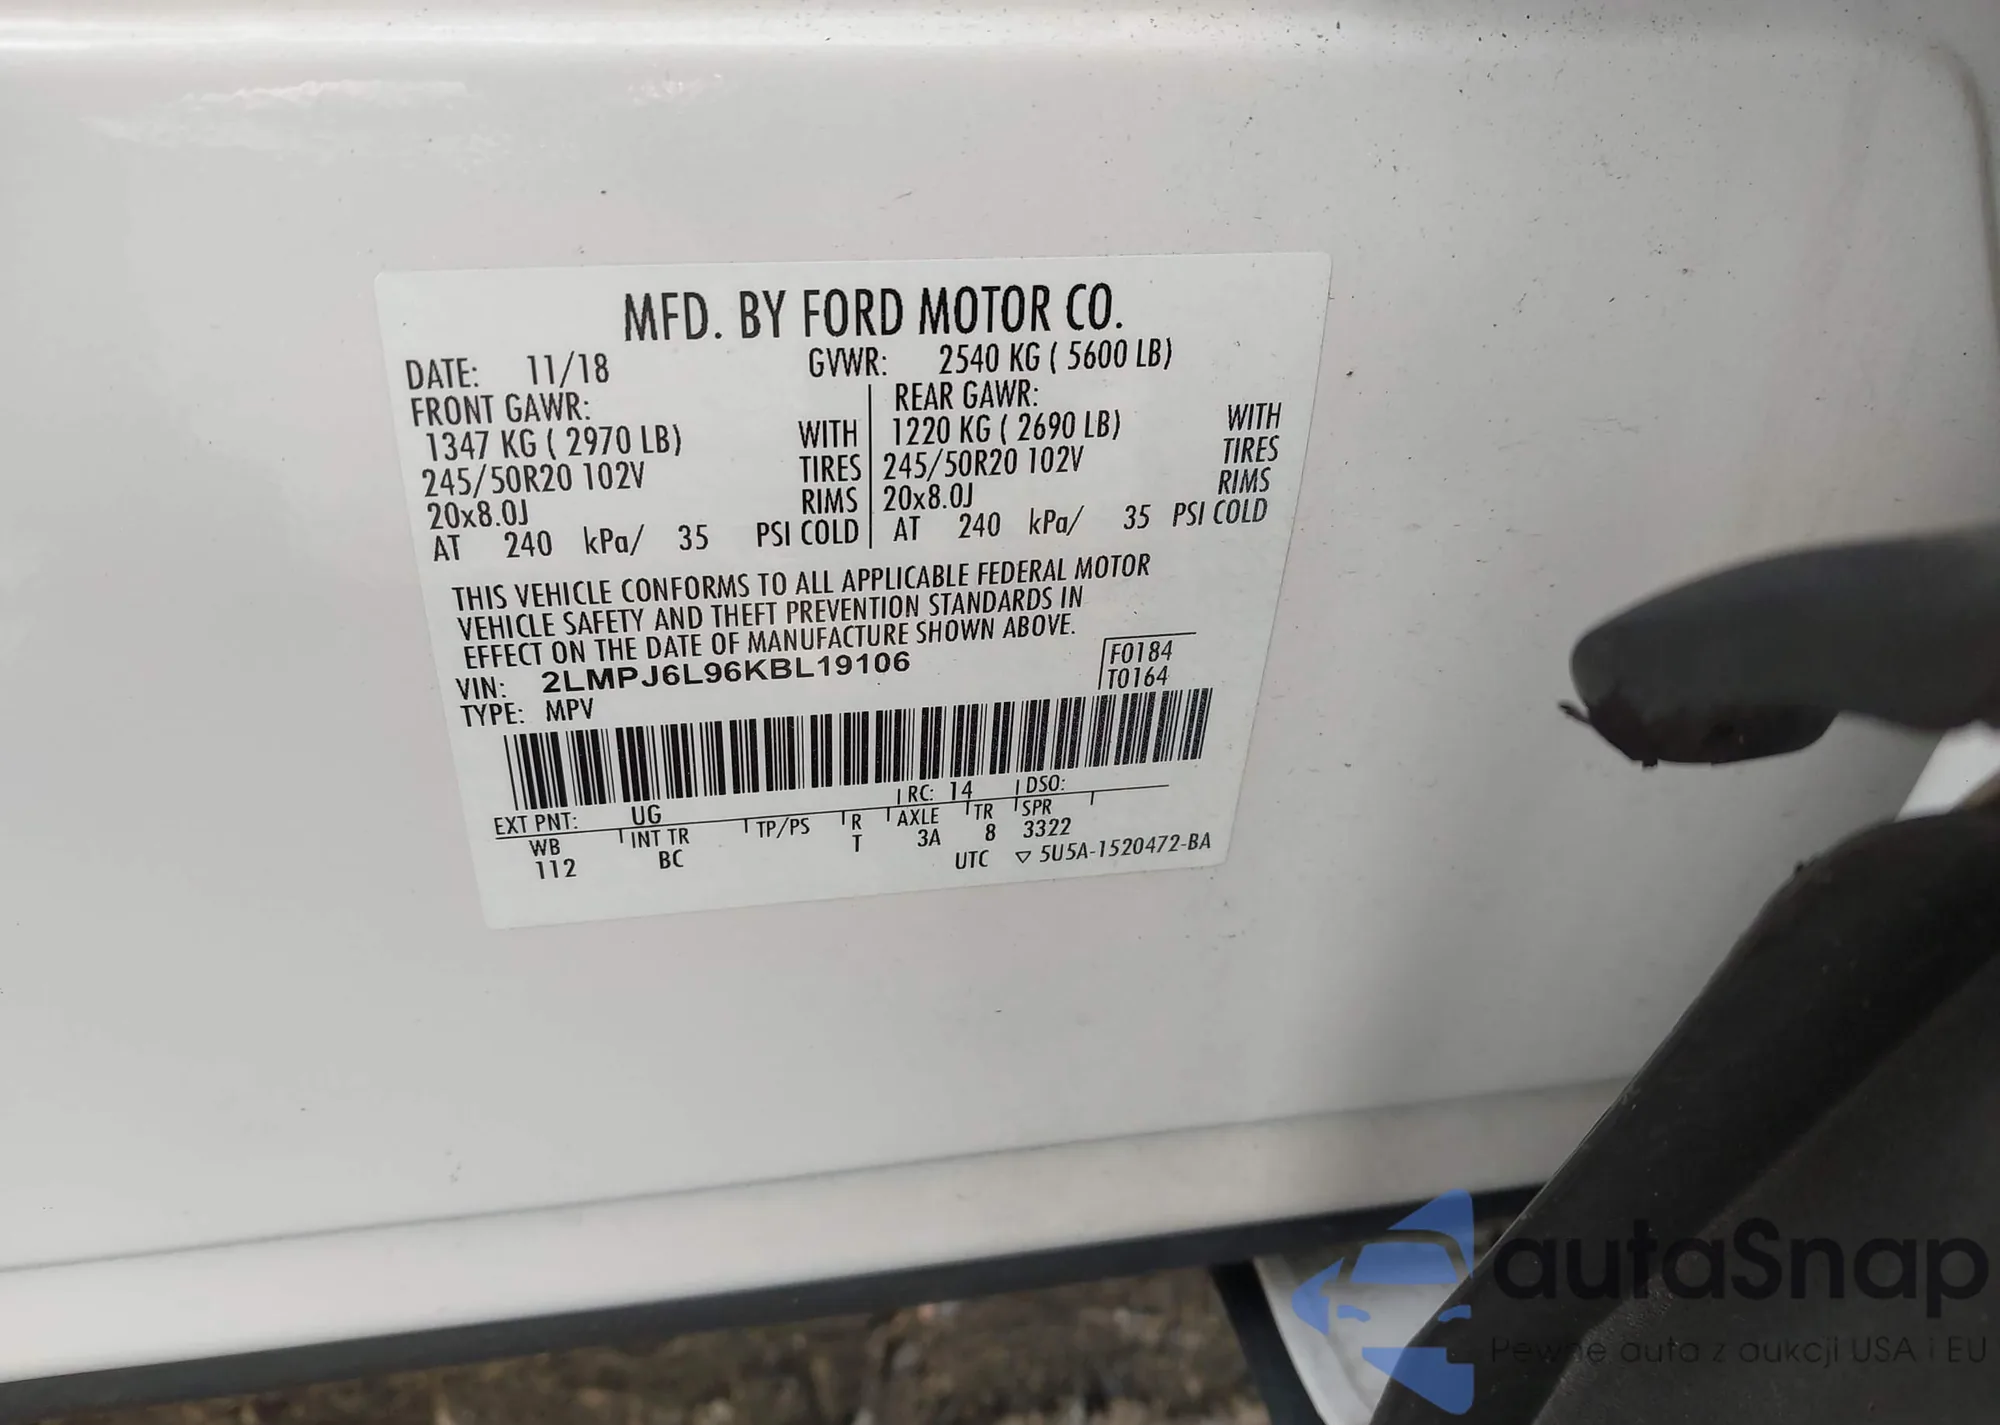 MFD. BY FORD MOTOR CO.
DATE: 11/18 GVWR: 2540 KG ( 5600 LB)
FRONT GAWR: REAR GAWR:
1347 KG ( 2970 LB) WITH 1220 KG ( 2690 LB) WITH
245/50R20 102V TIRES 245/50R20 102V TIRES
20x8.0J RIMS 20x8.0J RIMS
AT 240 kPa/ 35 PSI COLD AT 240 kPa/ 35 PSI COLD
THIS VEHICLE CONFORMS TO ALL APPLICABLE FEDERAL MOTOR
VEHICLE SAFETY AND THEFT PREVENTION STANDARDS IN
EFFECT ON THE DATE OF MANUFACTURE SHOWN ABOVE.
VIN: 2LMPJ6L96KBL19106 F0184
TYPE: MPV T0164
EXT PNT: UG RC: 14 DSO:
WB INT TR TP/PS R AXLE TR SPR
112 BC T 3A 8 3322
UTC ▽ 5U5A-1520472-BA
autaSnap
Pewne auta z aukcji USA i EU